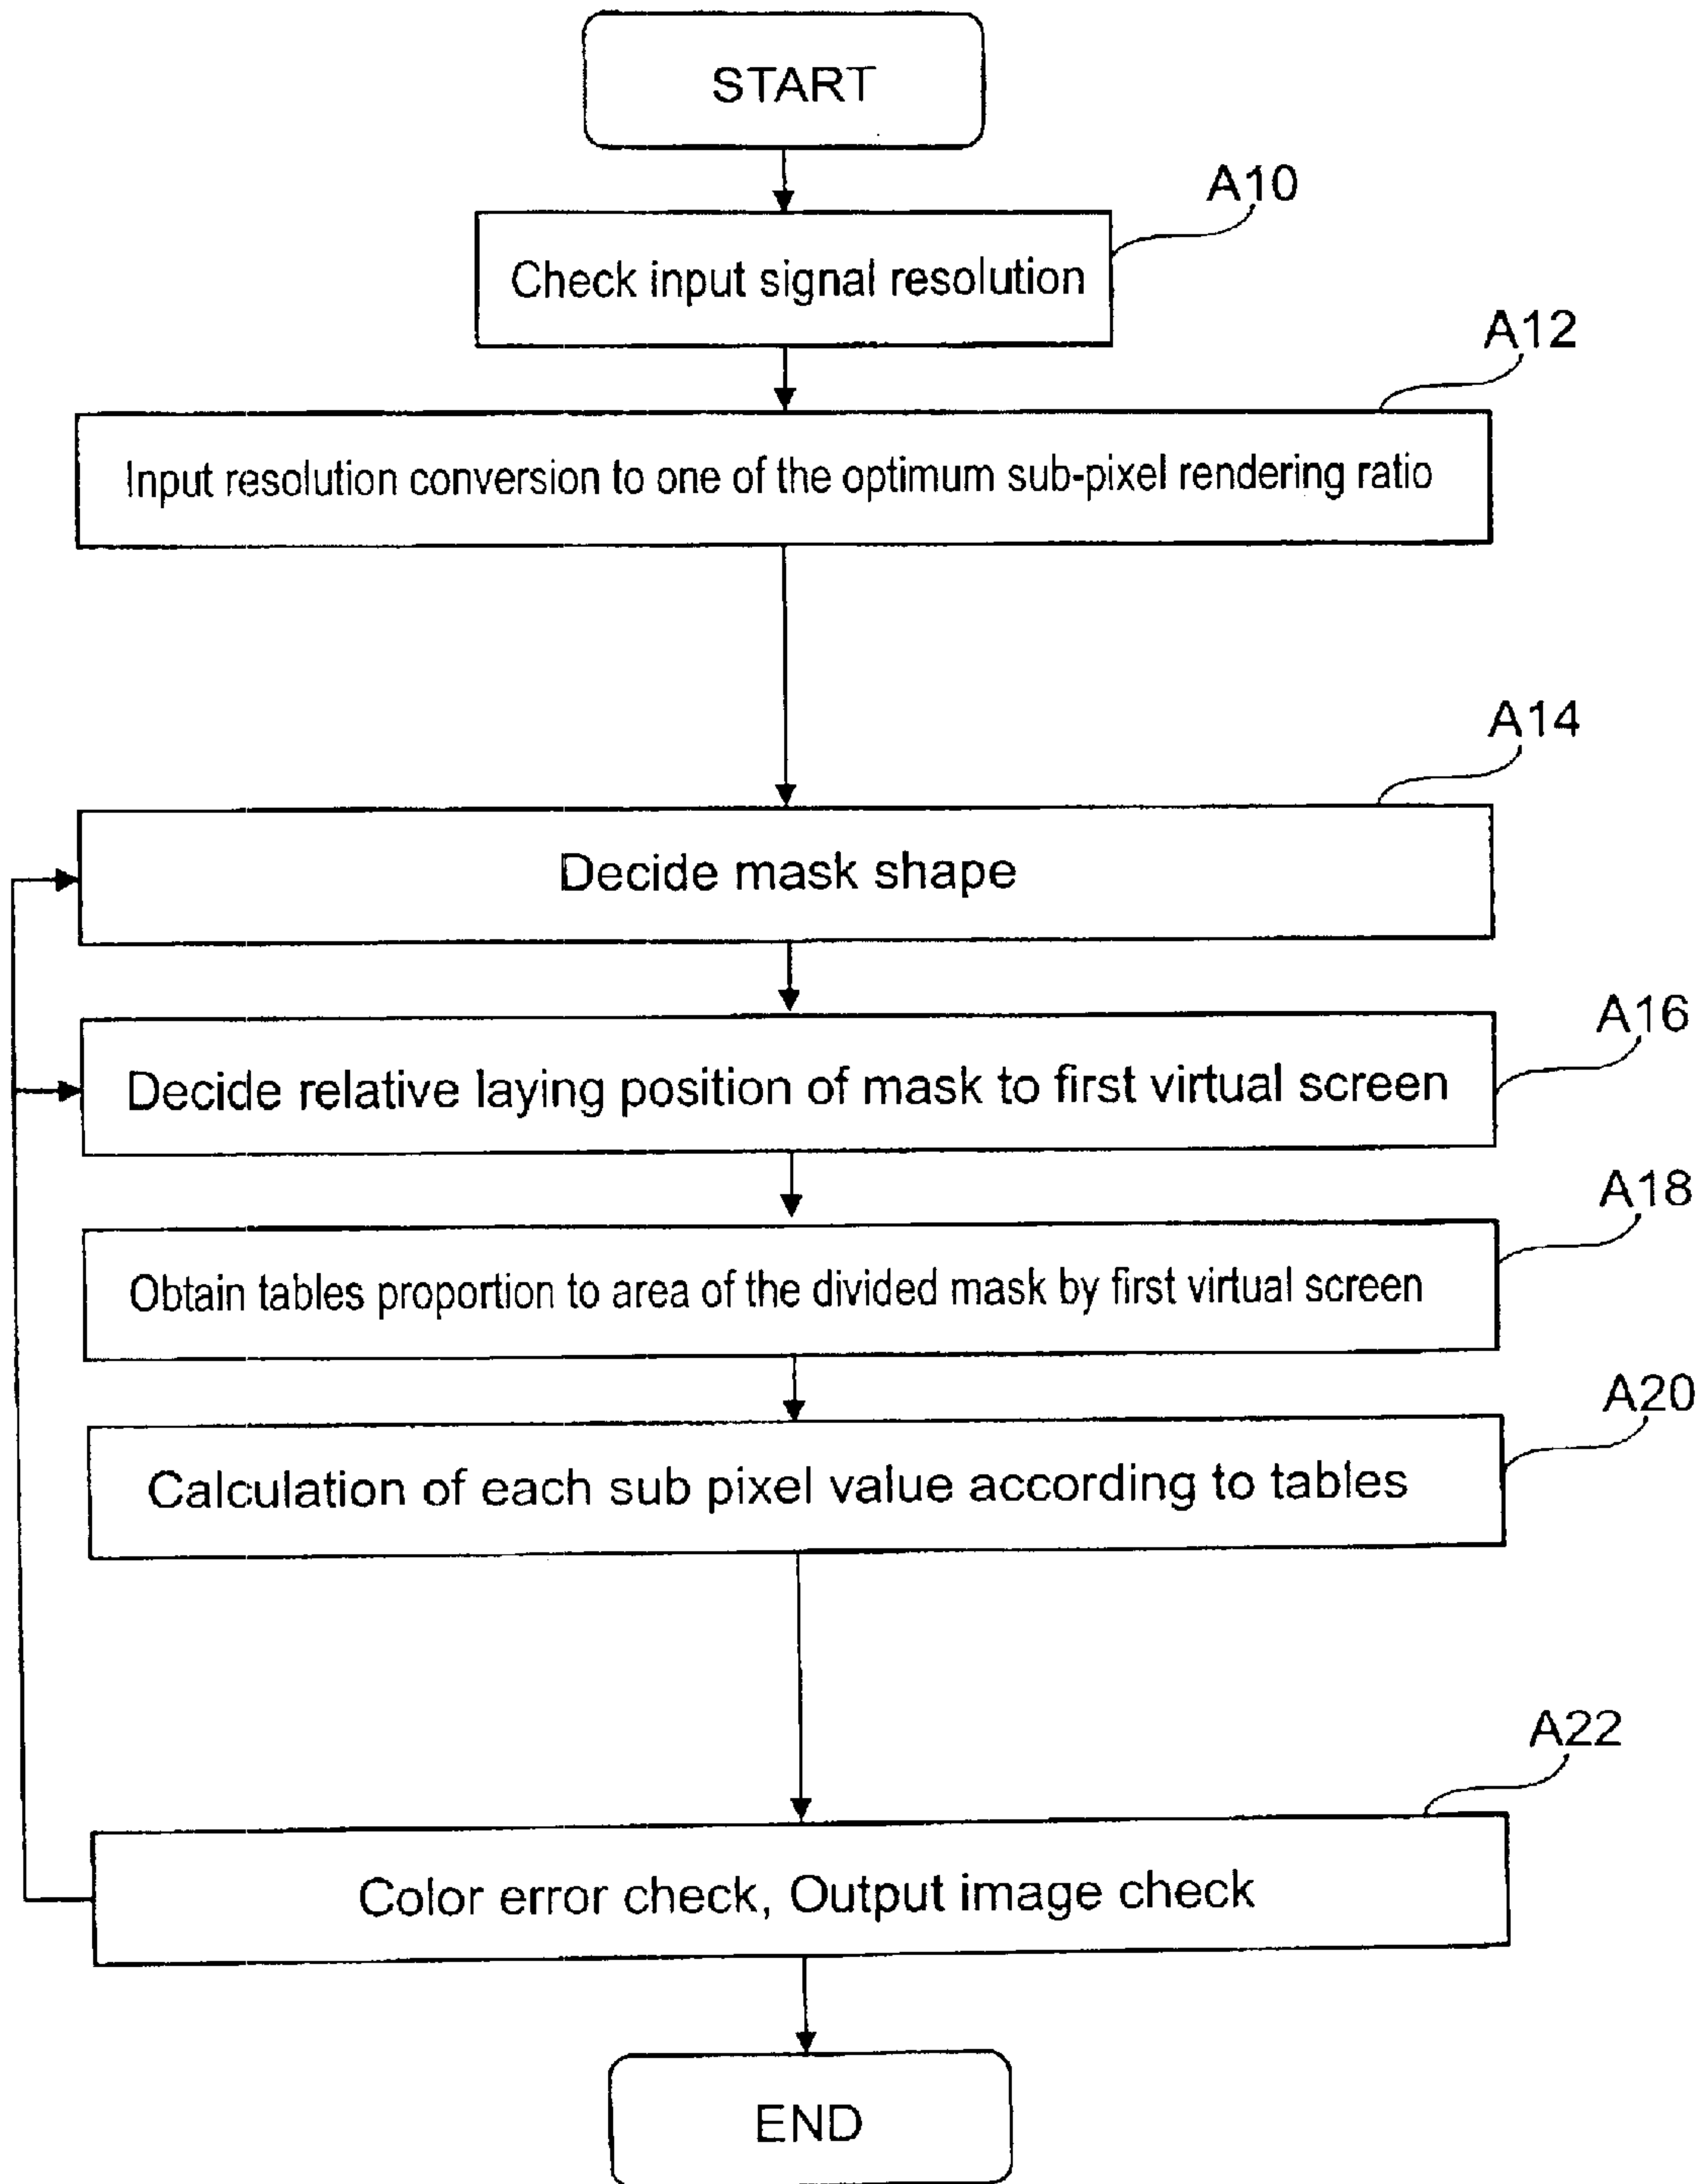 START
A10
Check input signal resolution
A12
Input resolution conversion to one of the optimum sub-pixel rendering ratio
A14
Decide mask shape
A16
Decide relative laying position of mask to first virtual screen
A18
Obtain tables proportion to area of the divided mask by first virtual screen
A20
Calculation of each sub pixel value according to tables
A22
Color error check, Output image check
END